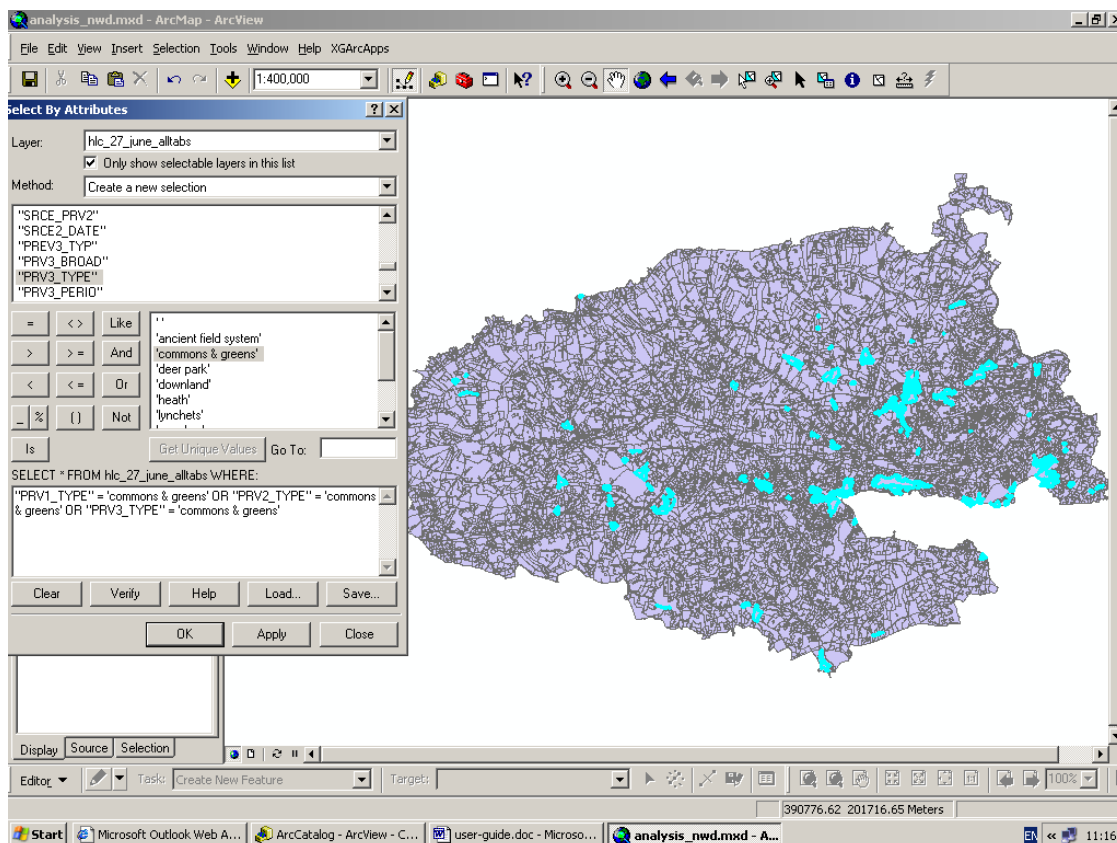 analysis_nwd.mxd - ArcMap - ArcView
File Edit View Insert Selection Tools Window Help XGArcApps
1:400,000
Select By Attributes
Layer: hlc_27_june_alltabs
Only show selectable layers in this list
Method: Create a new selection
"SRCE_PRV2"
"SRCE2_DATE"
"PREV3_TYP"
"PRV3_BROAD"
"PRV3_TYPE"
"PRV3_PERIO"
= <> Like
> >= And
< <= Or
_ % () Not
Is
' '
'ancient field system'
'commons & greens'
'deer park'
'downland'
'heath'
'lynchets'
Get Unique Values Go To:
SELECT * FROM hlc_27_june_alltabs WHERE:
"PRV1_TYPE" = 'commons & greens' OR "PRV2_TYPE" = 'commons
& greens' OR "PRV3_TYPE" = 'commons & greens'
Clear Verify Help Load... Save...
OK Apply Close
Display Source Selection
Editor Task: Create New Feature Target: 100%
390776.62 201716.65 Meters
Start Microsoft Outlook Web A... ArcCatalog - ArcView - C... user-guide.doc - Microso... analysis_nwd.mxd - A... EN « 11:16